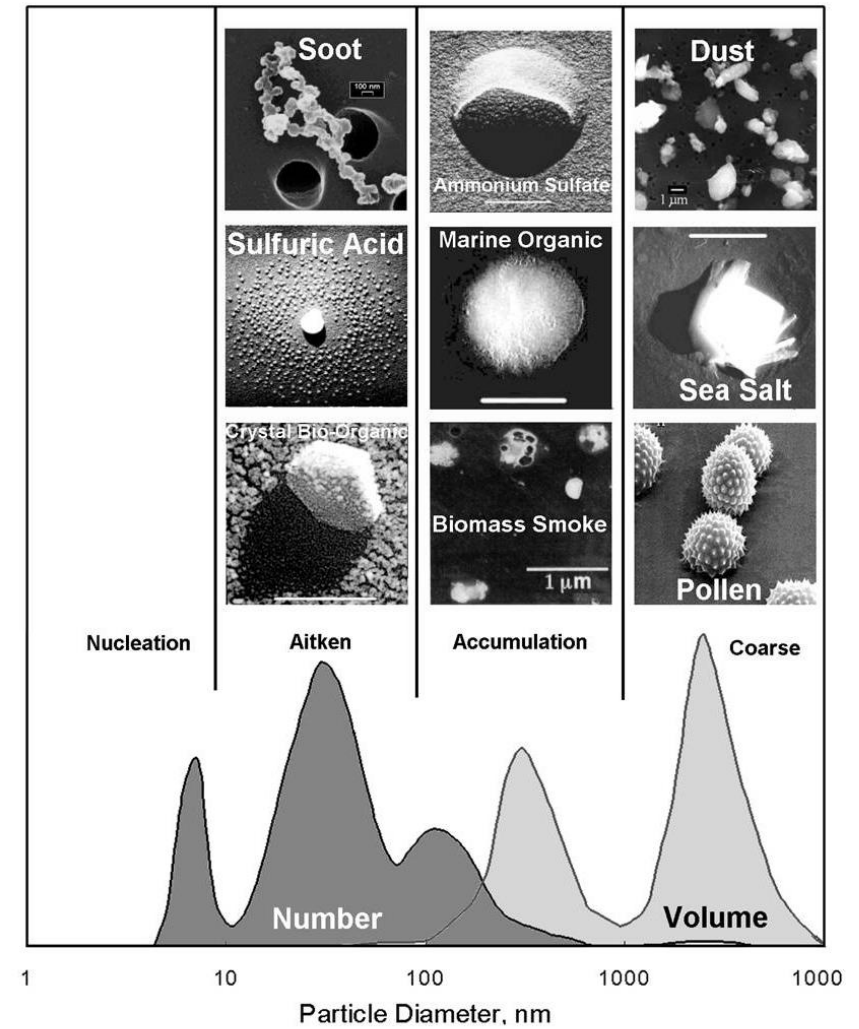 Soot
100 nm
Ammonium Sulfate
Dust
1 µm
Sulfuric Acid
Marine Organic
Sea Salt
Crystal Bio-Organic
Biomass Smoke
1 µm
Pollen
Nucleation
Aitken
Accumulation
Coarse
Number
Volume
1
10
100
1000
1000
Particle Diameter, nm